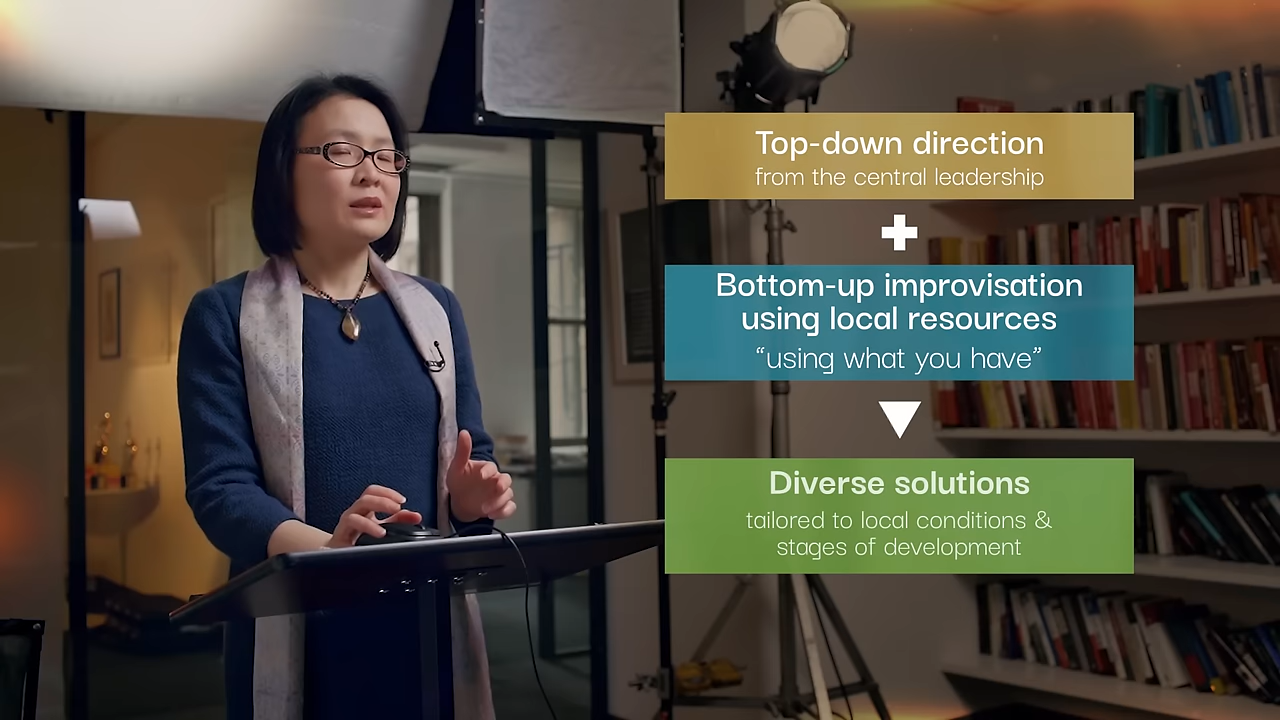 Top-down direction
from the central leadership
Bottom-up improvisation
using local resources
“using what you have”
Diverse solutions
tailored to local conditions &
stages of development